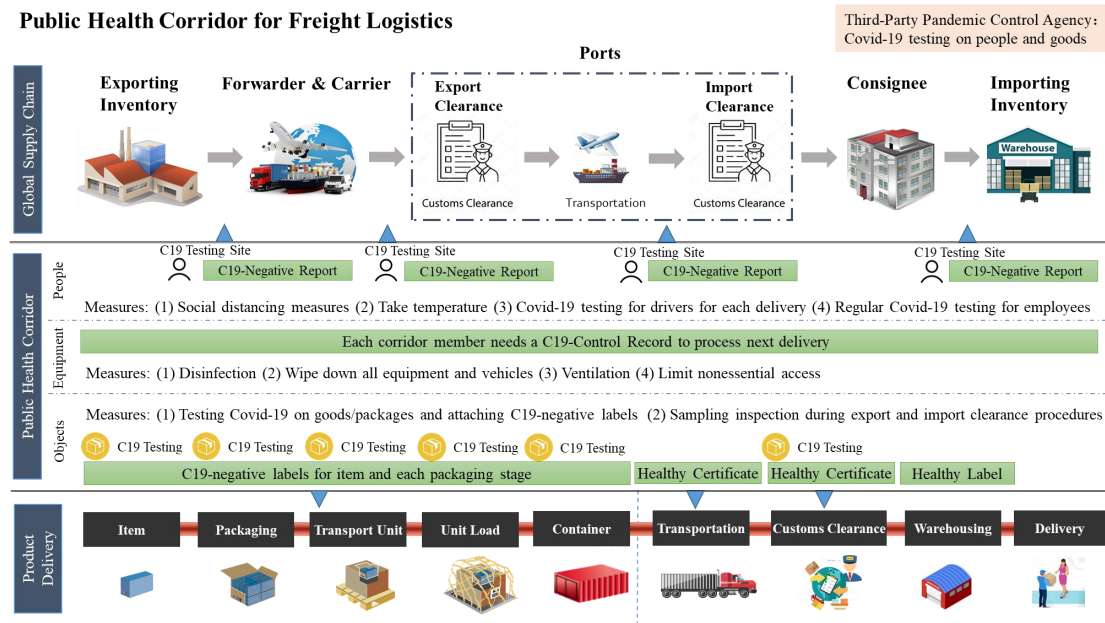 Public Health Corridor for Freight Logistics
Third-Party Pandemic Control Agency:
Covid-19 testing on people and goods
Ports
Global Supply Chain
Exporting
Inventory
Forwarder & Carrier
Export
Clearance
Import
Clearance
Consignee
Importing
Inventory
Warehouse
Customs Clearance
Transportation
Customs Clearance
Public Health Corridor
People
C19 Testing Site
C19-Negative Report
C19 Testing Site
C19-Negative Report
C19 Testing Site
C19-Negative Report
C19 Testing Site
C19-Negative Report
Measures: (1) Social distancing measures (2) Take temperature (3) Covid-19 testing for drivers for each delivery (4) Regular Covid-19 testing for employees
Equipment
Each corridor member needs a C19-Control Record to process next delivery
Measures: (1) Disinfection (2) Wipe down all equipment and vehicles (3) Ventilation (4) Limit nonessential access
Objects
Measures: (1) Testing Covid-19 on goods/packages and attaching C19-negative labels (2) Sampling inspection during export and import clearance procedures
C19 Testing
C19 Testing
C19 Testing
C19 Testing
C19 Testing
C19 Testing
C19-negative labels for item and each packaging stage
Healthy Certificate
Healthy Certificate
Healthy Label
Product
Delivery
Item
Packaging
Transport Unit
Unit Load
Container
Transportation
Customs Clearance
Warehousing
Delivery